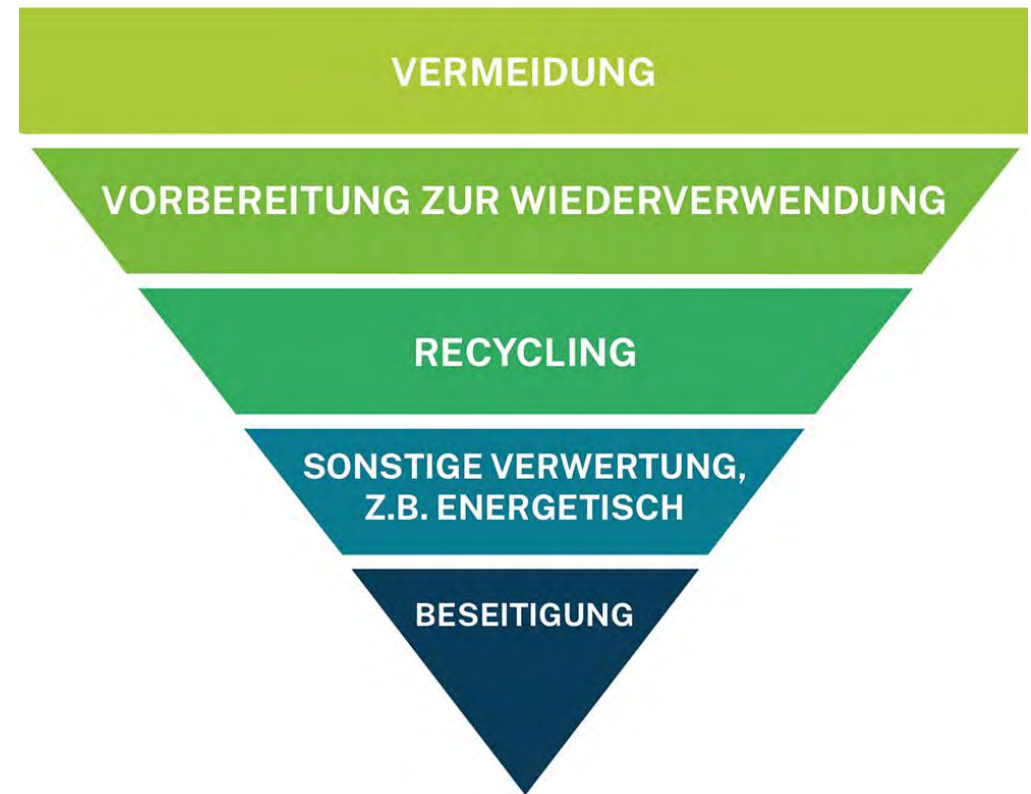 VERMEIDUNG
VORBEREITUNG ZUR WIEDERVERWENDUNG
RECYCLING
SONSTIGE VERWERTUNG,
Z.B. ENERGETISCH
BESEITIGUNG